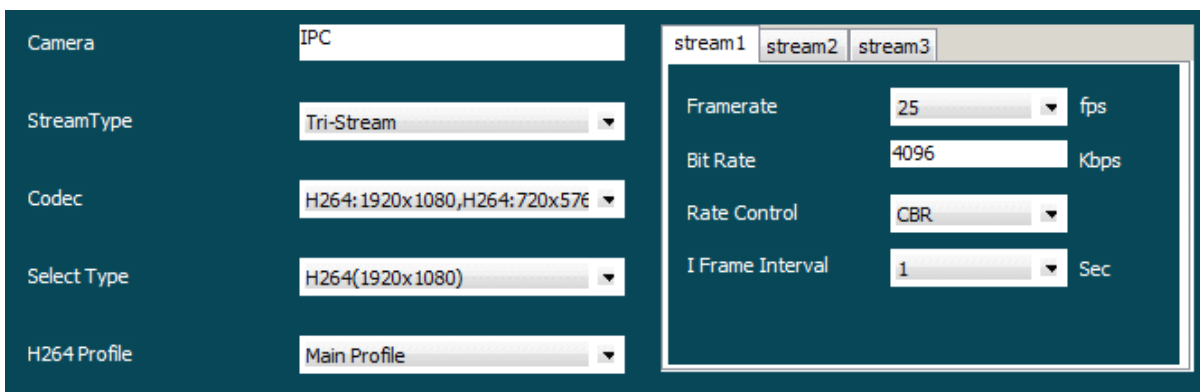 Camera
IPC
StreamType
Tri-Stream
Codec
H264:1920x1080,H264:720x576
Select Type
H264(1920x1080)
H264 Profile
Main Profile
stream1 stream2 stream3
Framerate
25
fps
Bit Rate
4096
Kbps
Rate Control
CBR
I Frame Interval
1
Sec